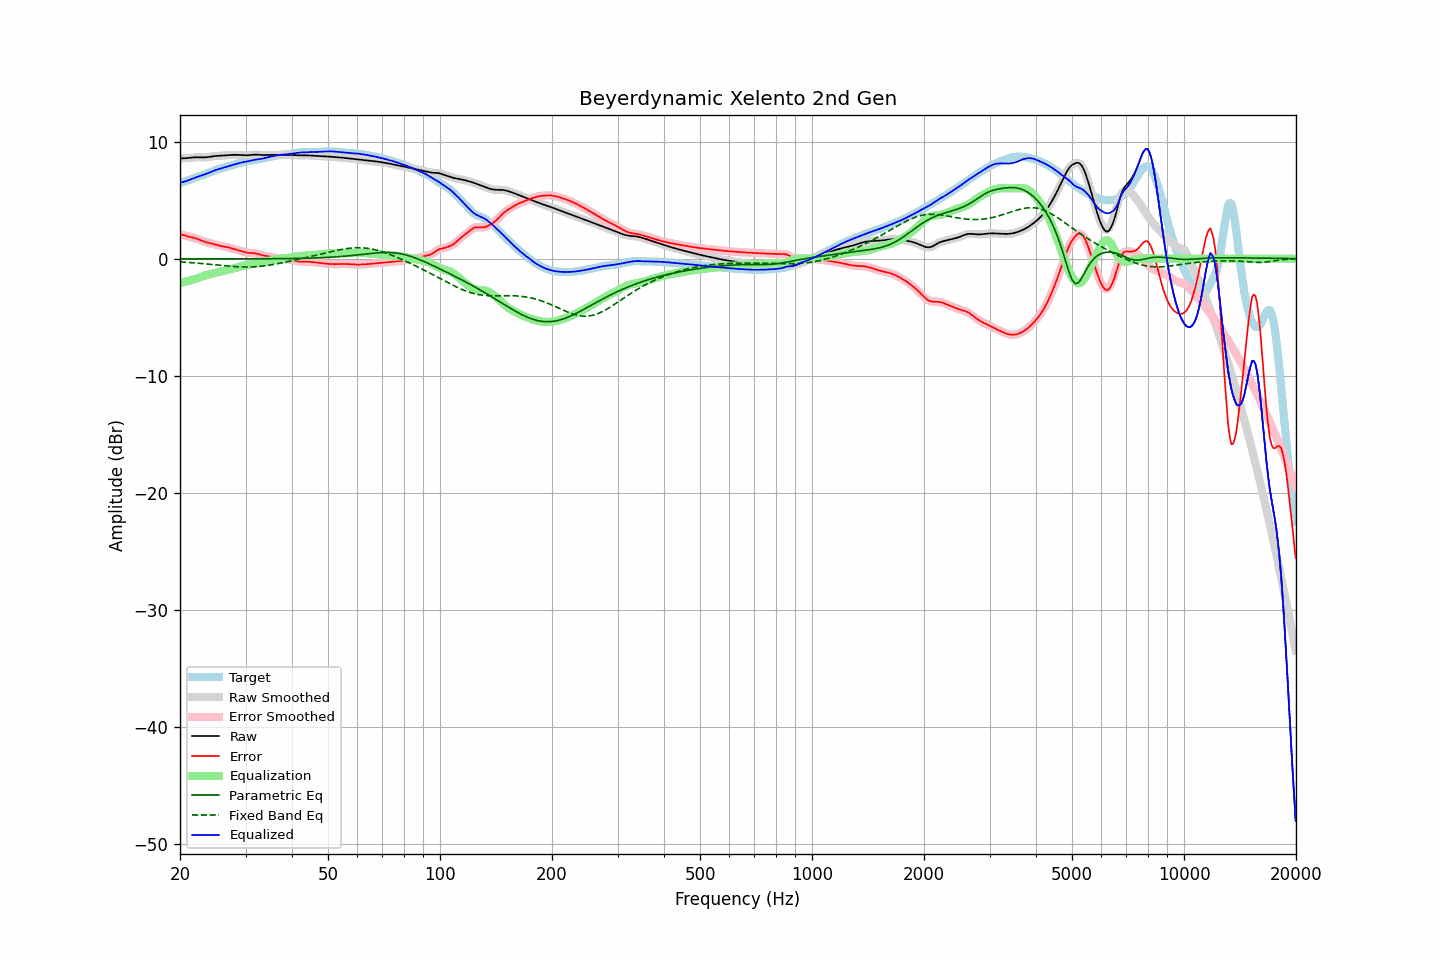 Beyerdynamic Xelento 2nd Gen
Amplitude (dBr)
10
0
−10
−20
−30
−40
−50
Target
Raw Smoothed
Error Smoothed
Raw
Error
Equalization
Parametric Eq
Fixed Band Eq
Equalized
20 50 100 200 500 1000 2000 5000 10000 20000
Frequency (Hz)